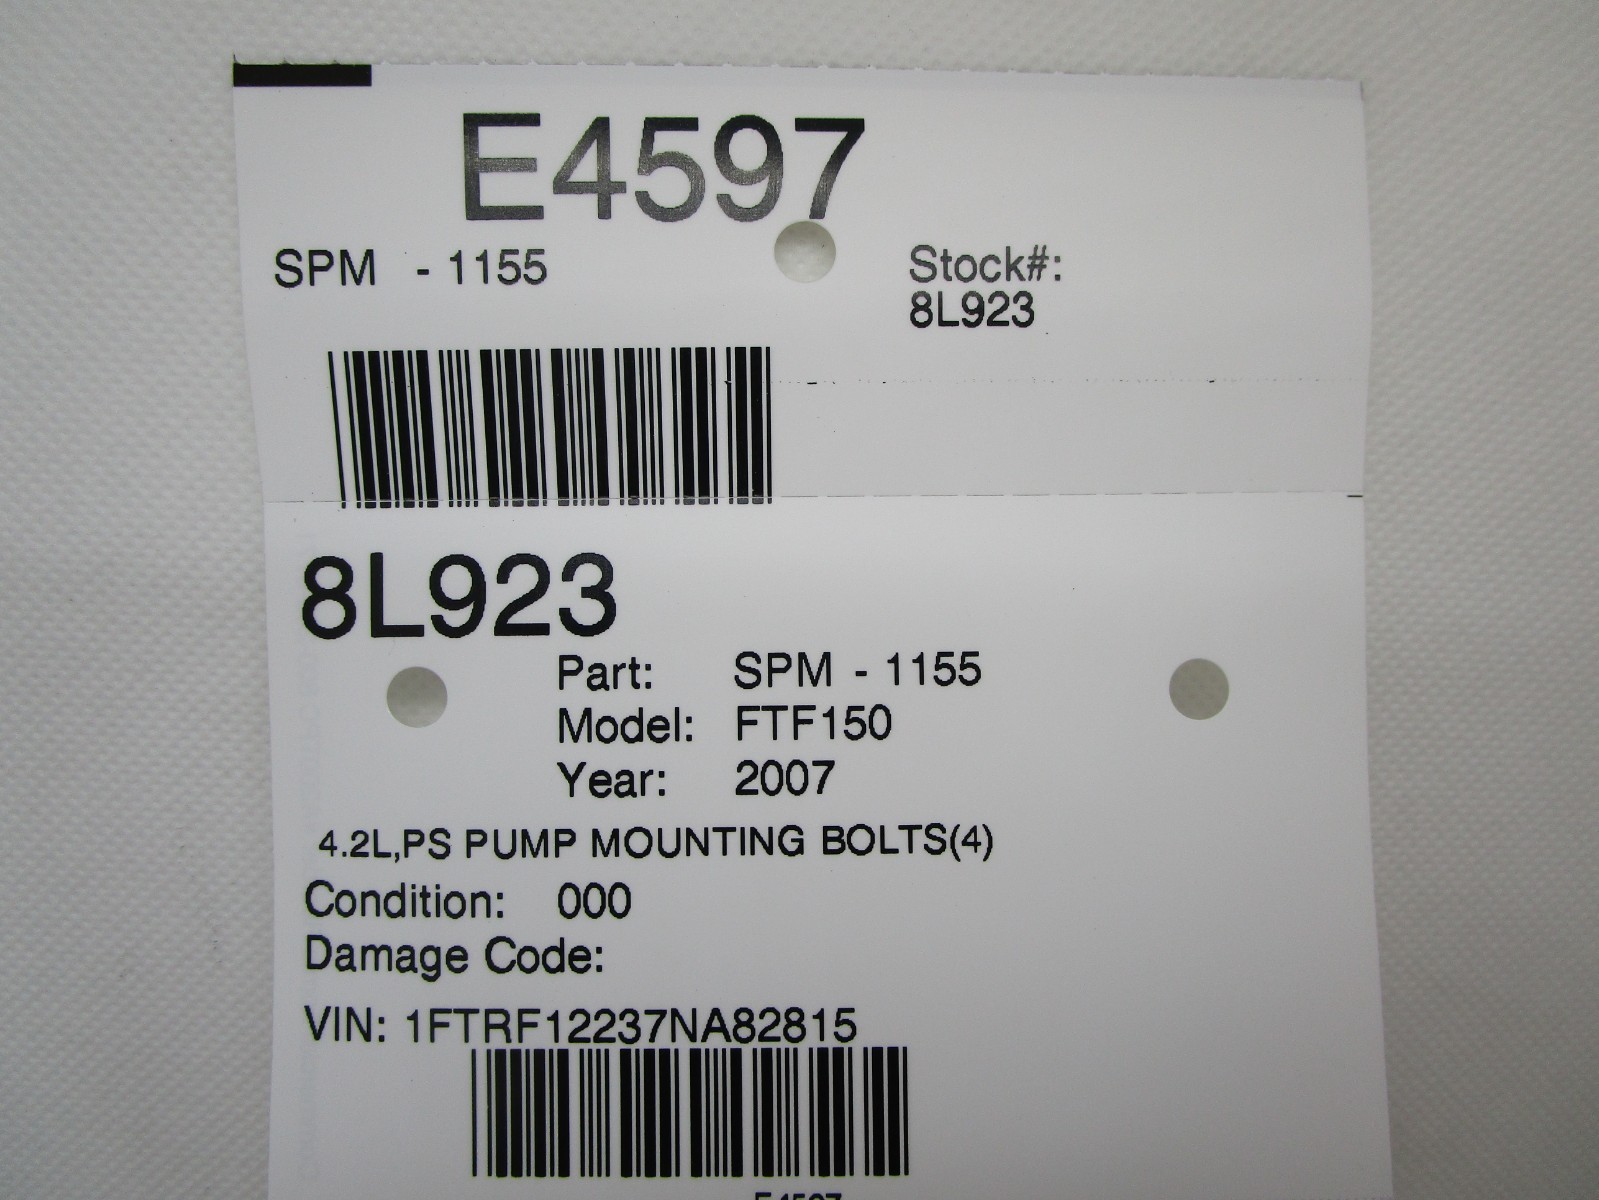 E4597
SPM - 1155
Stock#:
8L923
8L923
Part: SPM - 1155
Model: FTF150
Year: 2007
4.2L,PS PUMP MOUNTING BOLTS(4)
Condition: 000
Damage Code:
VIN: 1FTRF12237NA82815
E4597